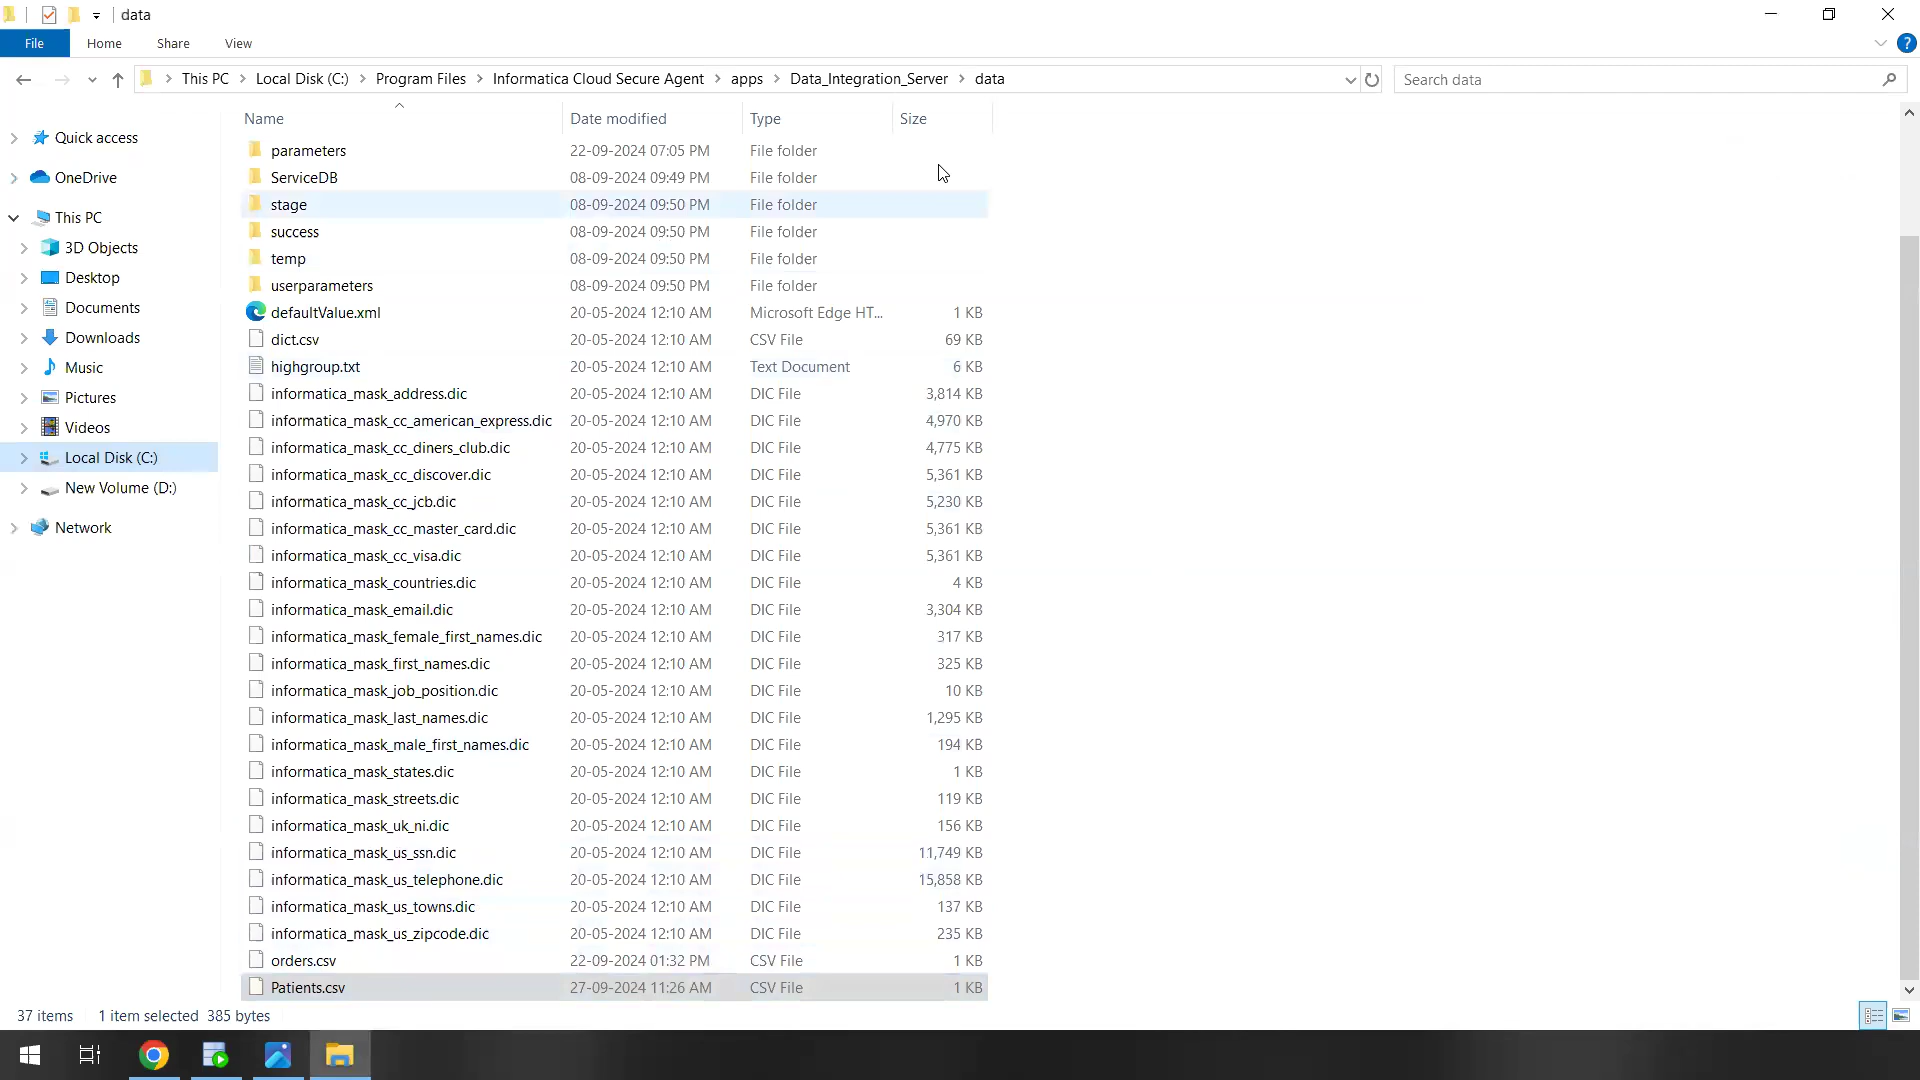 data
File Home Share View
This PC Local Disk (C:) Program Files Informatica Cloud Secure Agent apps Data_Integration_Server data
Search data
Quick access
OneDrive
This PC
3D Objects
Desktop
Documents
Downloads
Music
Pictures
Videos
Local Disk (C:)
New Volume (D:)
Network
Name Date modified Type Size
parameters 22-09-2024 07:05 PM File folder
ServiceDB 08-09-2024 09:49 PM File folder
stage 08-09-2024 09:50 PM File folder
success 08-09-2024 09:50 PM File folder
temp 08-09-2024 09:50 PM File folder
userparameters 08-09-2024 09:50 PM File folder
defaultValue.xml 20-05-2024 12:10 AM Microsoft Edge HT... 1 KB
dict.csv 20-05-2024 12:10 AM CSV File 69 KB
highgroup.txt 20-05-2024 12:10 AM Text Document 6 KB
informatica_mask_address.dic 20-05-2024 12:10 AM DIC File 3,814 KB
informatica_mask_cc_american_express.dic 20-05-2024 12:10 AM DIC File 4,970 KB
informatica_mask_cc_diners_club.dic 20-05-2024 12:10 AM DIC File 4,775 KB
informatica_mask_cc_discover.dic 20-05-2024 12:10 AM DIC File 5,361 KB
informatica_mask_cc_jcb.dic 20-05-2024 12:10 AM DIC File 5,230 KB
informatica_mask_cc_master_card.dic 20-05-2024 12:10 AM DIC File 5,361 KB
informatica_mask_cc_visa.dic 20-05-2024 12:10 AM DIC File 5,361 KB
informatica_mask_countries.dic 20-05-2024 12:10 AM DIC File 4 KB
informatica_mask_email.dic 20-05-2024 12:10 AM DIC File 3,304 KB
informatica_mask_female_first_names.dic 20-05-2024 12:10 AM DIC File 317 KB
informatica_mask_first_names.dic 20-05-2024 12:10 AM DIC File 325 KB
informatica_mask_job_position.dic 20-05-2024 12:10 AM DIC File 10 KB
informatica_mask_last_names.dic 20-05-2024 12:10 AM DIC File 1,295 KB
informatica_mask_male_first_names.dic 20-05-2024 12:10 AM DIC File 194 KB
informatica_mask_states.dic 20-05-2024 12:10 AM DIC File 1 KB
informatica_mask_streets.dic 20-05-2024 12:10 AM DIC File 119 KB
informatica_mask_uk_ni.dic 20-05-2024 12:10 AM DIC File 156 KB
informatica_mask_us_ssn.dic 20-05-2024 12:10 AM DIC File 11,749 KB
informatica_mask_us_telephone.dic 20-05-2024 12:10 AM DIC File 15,858 KB
informatica_mask_us_towns.dic 20-05-2024 12:10 AM DIC File 137 KB
informatica_mask_us_zipcode.dic 20-05-2024 12:10 AM DIC File 235 KB
orders.csv 22-09-2024 01:32 PM CSV File 1 KB
Patients.csv 27-09-2024 11:26 AM CSV File 1 KB
37 items 1 item selected 385 bytes